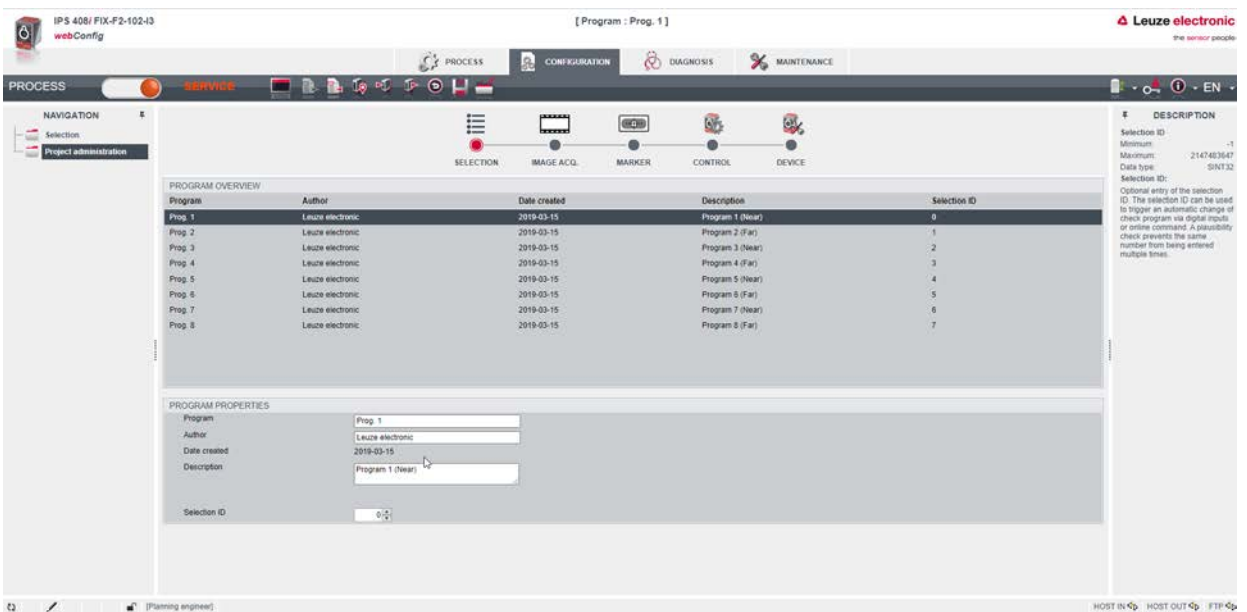 IPS 408i FIX-F2-102-I3
webConfig
[ Program : Prog. 1 ]
Leuze electronic
the sensor people
PROCESS CONFIGURATION DIAGNOSIS MAINTENANCE
PROCESS SERVICE EN
NAVIGATION
Selection
Project administration
SELECTION IMAGE ACQ. MARKER CONTROL DEVICE
PROGRAM OVERVIEW
Program Author Date created Description Selection ID
Prog. 1 Leuze electronic 2019-03-15 Program 1 (Near) 0
Prog. 2 Leuze electronic 2019-03-15 Program 2 (Far) 1
Prog. 3 Leuze electronic 2019-03-15 Program 3 (Near) 2
Prog. 4 Leuze electronic 2019-03-15 Program 4 (Far) 3
Prog. 5 Leuze electronic 2019-03-15 Program 5 (Near) 4
Prog. 6 Leuze electronic 2019-03-15 Program 6 (Far) 5
Prog. 7 Leuze electronic 2019-03-15 Program 7 (Near) 6
Prog. 8 Leuze electronic 2019-03-15 Program 8 (Far) 7
PROGRAM PROPERTIES
Program Prog. 1
Author Leuze electronic
Date created 2019-03-15
Description Program 1 (Near)
Selection ID 0
DESCRIPTION
Selection ID
Minimum: -1
Maximum: 2147483647
Data type: SINT32
Selection ID:
Optional entry of the selection
ID. The selection ID can be used
to trigger an automatic change of
check program via digital inputs
or online command. A plausibility
check prevents the same
number from being entered
multiple times.
[Planning engineer]
HOST IN HOST OUT FTP